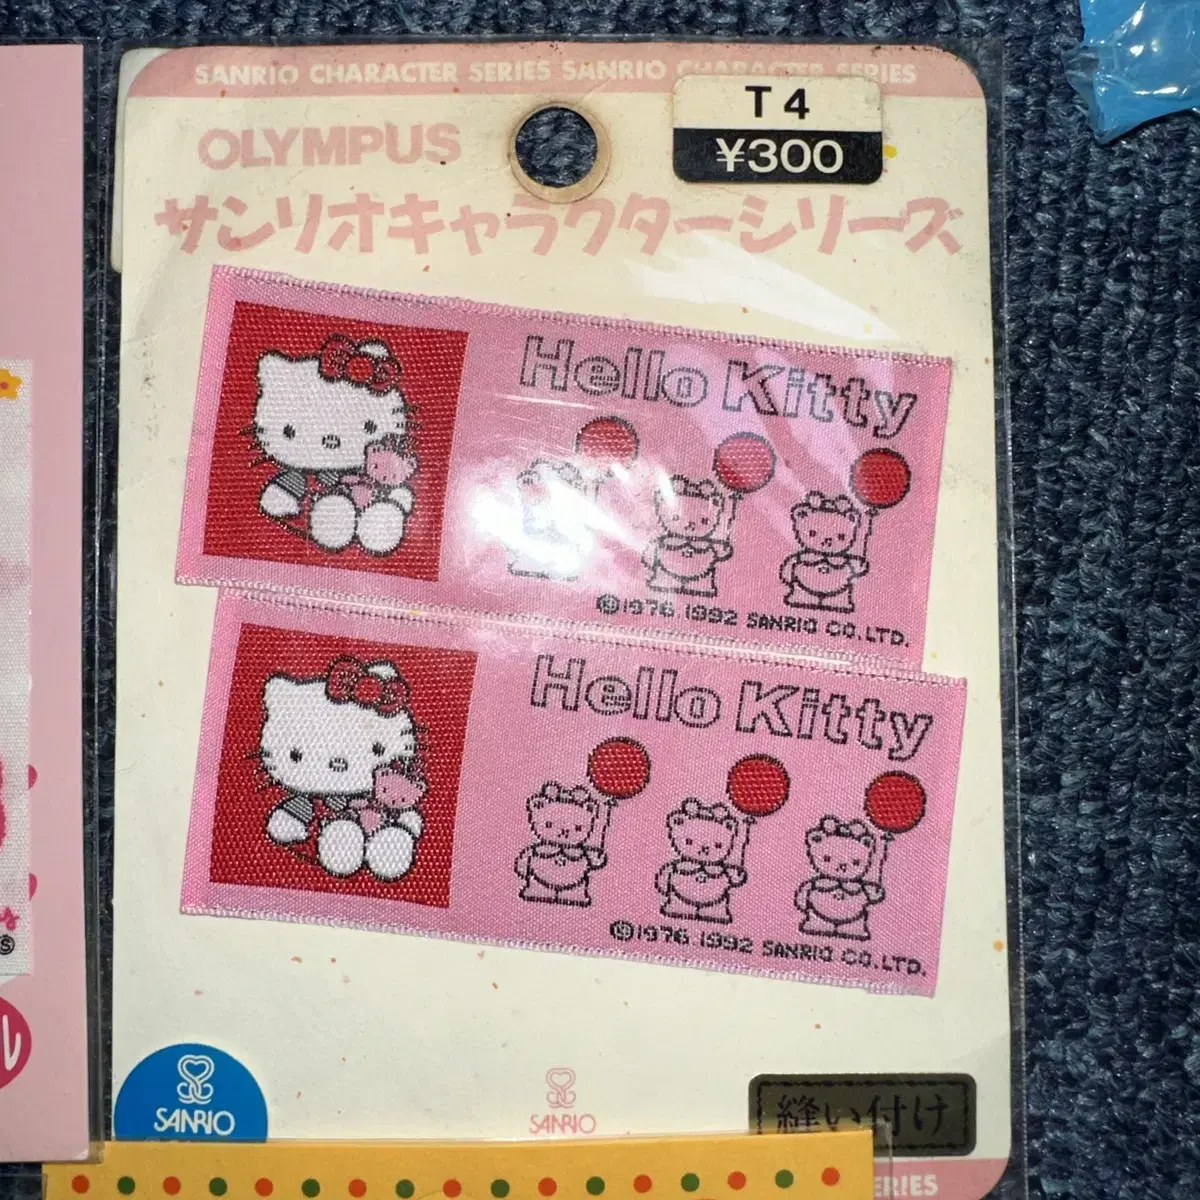 SANRIO CHARACTER SERIES SANRIO CHARACTER SERIES
T4
¥300
OLYMPUS
サンリオキャラクターシリーズ
Hello Kitty
©1976, 1992 SANRIO CO., LTD.
Hello Kitty
©1976, 1992 SANRIO CO., LTD.
SANRIO
SANRIO
縫い付け
ERIES